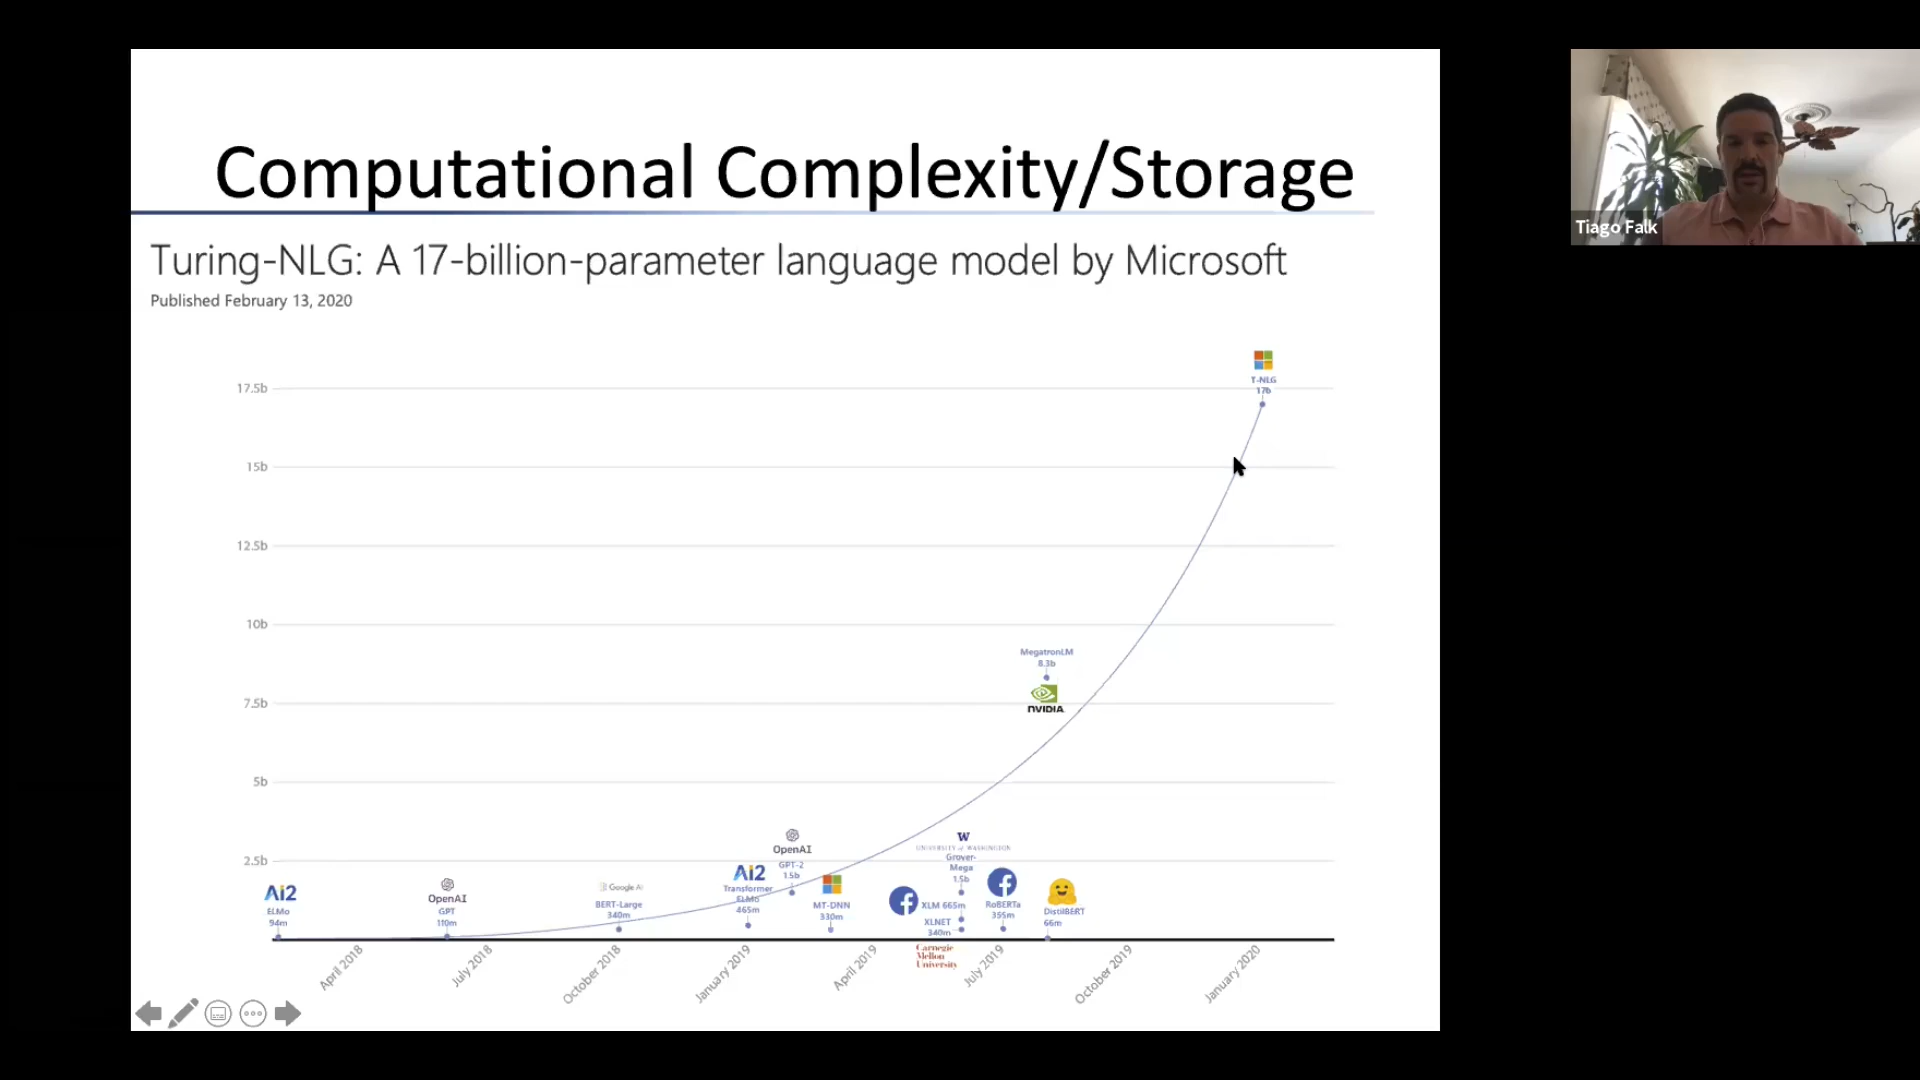 Computational Complexity/Storage
Tiago Falk
Turing-NLG: A 17-billion-parameter language model by Microsoft
Published February 13, 2020
T-NLG
17b
17.5b
15b
12.5b
10b
MegatronLM
8.3b
NVIDIA.
7.5b
5b
2.5b
AI2
ELMo
94m
OpenAI
GPT
110m
Google AI
BERT-Large
340m
AI2
Transformer
ELMo
465m
OpenAI
GPT-2
1.5b
MT-DNN
330m
W
UNIVERSITY of WASHINGTON
Grover-
Mega
1.5b
XLM 665m
XLNET
340m
Carnegie
Mellon
University
RoBERTa
355m
DistilBERT
66m
April 2018
July 2018
October 2018
January 2019
April 2019
July 2019
October 2019
January 2020